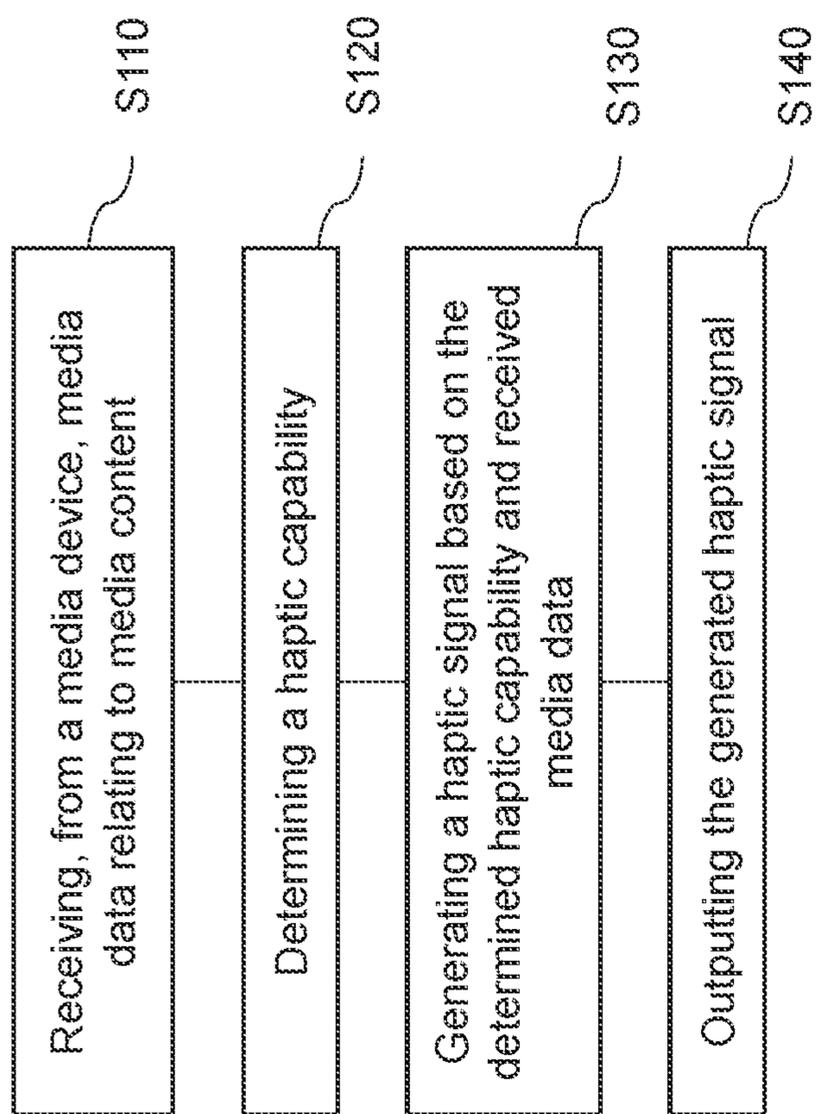 Receiving, from a media device, media
data relating to media content
S110
Determining a haptic capability
S120
Generating a haptic signal based on the
determined haptic capability and received
media data
S130
Outputting the generated haptic signal
S140